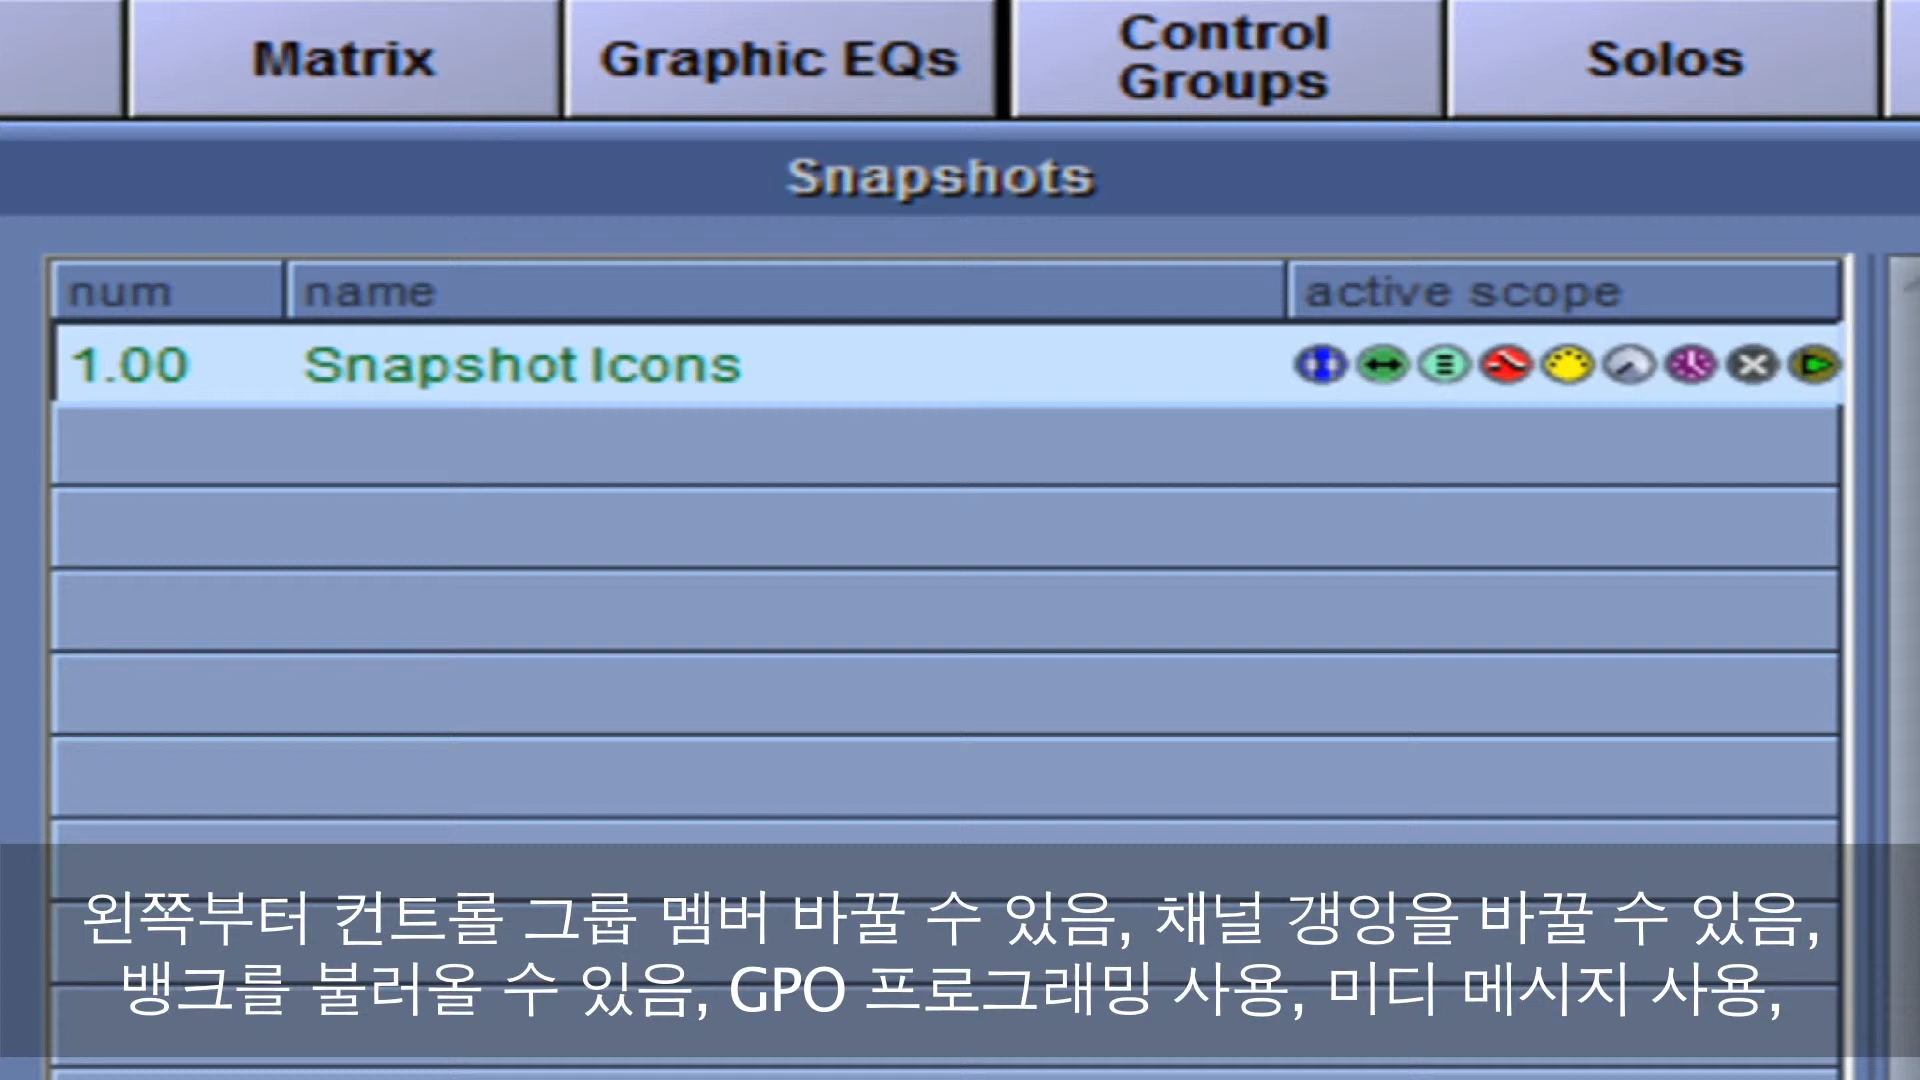 Matrix
Graphic EQs
Control
Groups
Solos
Snapshots
num name active scope
1.00 Snapshot Icons
왼쪽부터 컨트롤 그룹 멤버 바꿀 수 있음, 채널 갱잉을 바꿀 수 있음,
뱅크를 불러올 수 있음, GPO 프로그래밍 사용, 미디 메시지 사용,